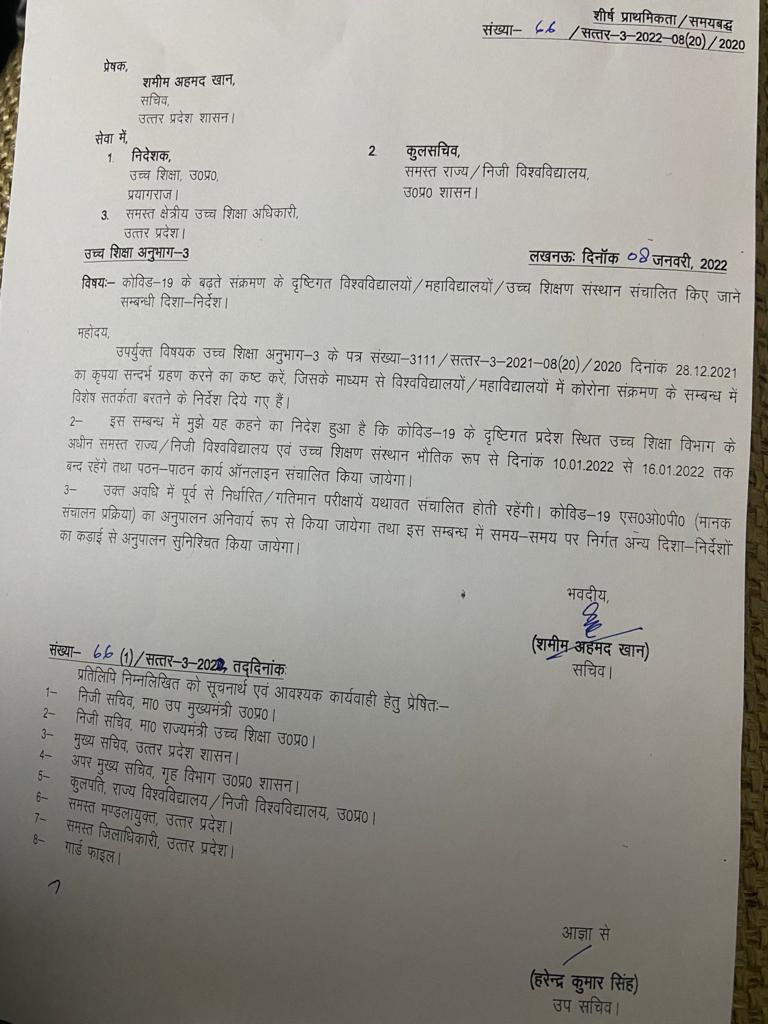 शीर्ष प्राथमिकता/समयबद्ध
संख्या- 66 /सत्तर-3-2022-08(20)/2020
प्रेषक,
शमीम अहमद खान,
सचिव,
उत्तर प्रदेश शासन।
सेवा में,
1. निदेशक,
उच्च शिक्षा, उ0प्र0,
प्रयागराज।
2 कुलसचिव,
समस्त राज्य/निजी विश्वविद्यालय,
उ0प्र0 शासन।
3. समस्त क्षेत्रीय उच्च शिक्षा अधिकारी,
उत्तर प्रदेश।
उच्च शिक्षा अनुभाग-3 लखनऊः दिनॉक 08 जनवरी, 2022
विषयः- कोविड-19 के बढ़ते संक्रमण के दृष्टिगत विश्वविद्यालयों/महाविद्यालयों/उच्च शिक्षण संस्थान संचालित किए जाने
सम्बन्धी दिशा-निर्देश।
महोदय,
उपर्युक्त विषयक उच्च शिक्षा अनुभाग-3 के पत्र संख्या-3111/सत्तर-3-2021-08(20)/2020 दिनांक 28.12.2021
का कृपया सन्दर्भ ग्रहण करने का कष्ट करें, जिसके माध्यम से विश्वविद्यालयों/महाविद्यालयों में कोरोना संक्रमण के सम्बन्ध में
विशेष सतर्कता बरतने के निर्देश दिये गए हैं।
2- इस सम्बन्ध में मुझे यह कहने का निदेश हुआ है कि कोविड-19 के दृष्टिगत प्रदेश स्थित उच्च शिक्षा विभाग के
अधीन समस्त राज्य/निजी विश्वविद्यालय एवं उच्च शिक्षण संस्थान भौतिक रूप से दिनांक 10.01.2022 से 16.01.2022 तक
बन्द रहेंगे तथा पठन-पाठन कार्य ऑनलाइन संचालित किया जायेगा।
3- उक्त अवधि में पूर्व से निर्धारित/गतिमान परीक्षायें यथावत संचालित होती रहेंगी। कोविड-19 एस0ओ0पी0 (मानक
संचालन प्रक्रिया) का अनुपालन अनिवार्य रूप से किया जायेगा तथा इस सम्बन्ध में समय-समय पर निर्गत अन्य दिशा-निर्देशों
का कडाई से अनुपालन सुनिश्चित किया जायेगा।
भवदीय,
(शमीम अहमद खान)
सचिव।
संख्या- 66 (1)/सत्तर-3-2022, तद्दिनांकः
प्रतिलिपि निम्नलिखित को सूचनार्थ एवं आवश्यक कार्यवाही हेतु प्रेषितः-
1- निजी सचिव, मा0 उप मुख्यमंत्री उ0प्र0।
2- निजी सचिव, मा0 राज्यमंत्री उच्च शिक्षा उ0प्र0।
3- मुख्य सचिव, उत्तर प्रदेश शासन।
4- अपर मुख्य सचिव, गृह विभाग उ0प्र0 शासन।
5- कुलपति, राज्य विश्वविद्यालय/निजी विश्वविद्यालय, उ0प्र0।
6- समस्त मण्डलायुक्त, उत्तर प्रदेश।
7- समस्त जिलाधिकारी, उत्तर प्रदेश।
8- गार्ड फाइल।
आज्ञा से
(हरेन्द्र कुमार सिंह)
उप सचिव।